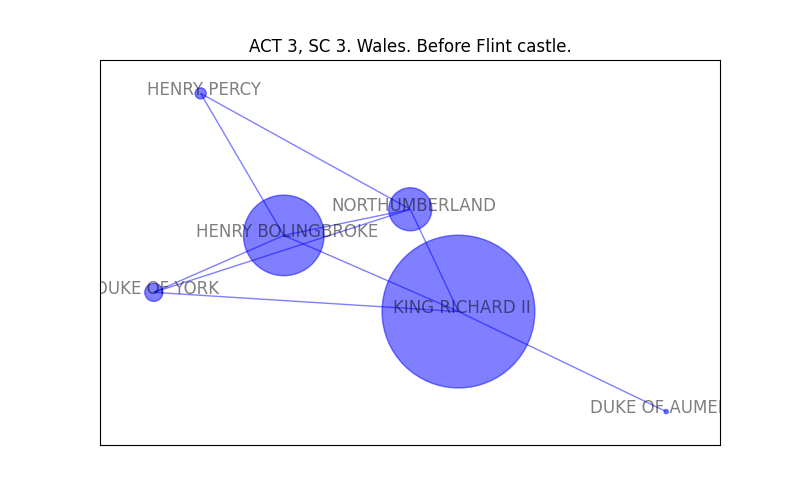 ACT 3, SC 3. Wales. Before Flint castle.
HENRY PERCY
NORTHUMBERLAND
HENRY BOLINGBROKE
DUKE OF YORK
KING RICHARD II
DUKE OF AUME